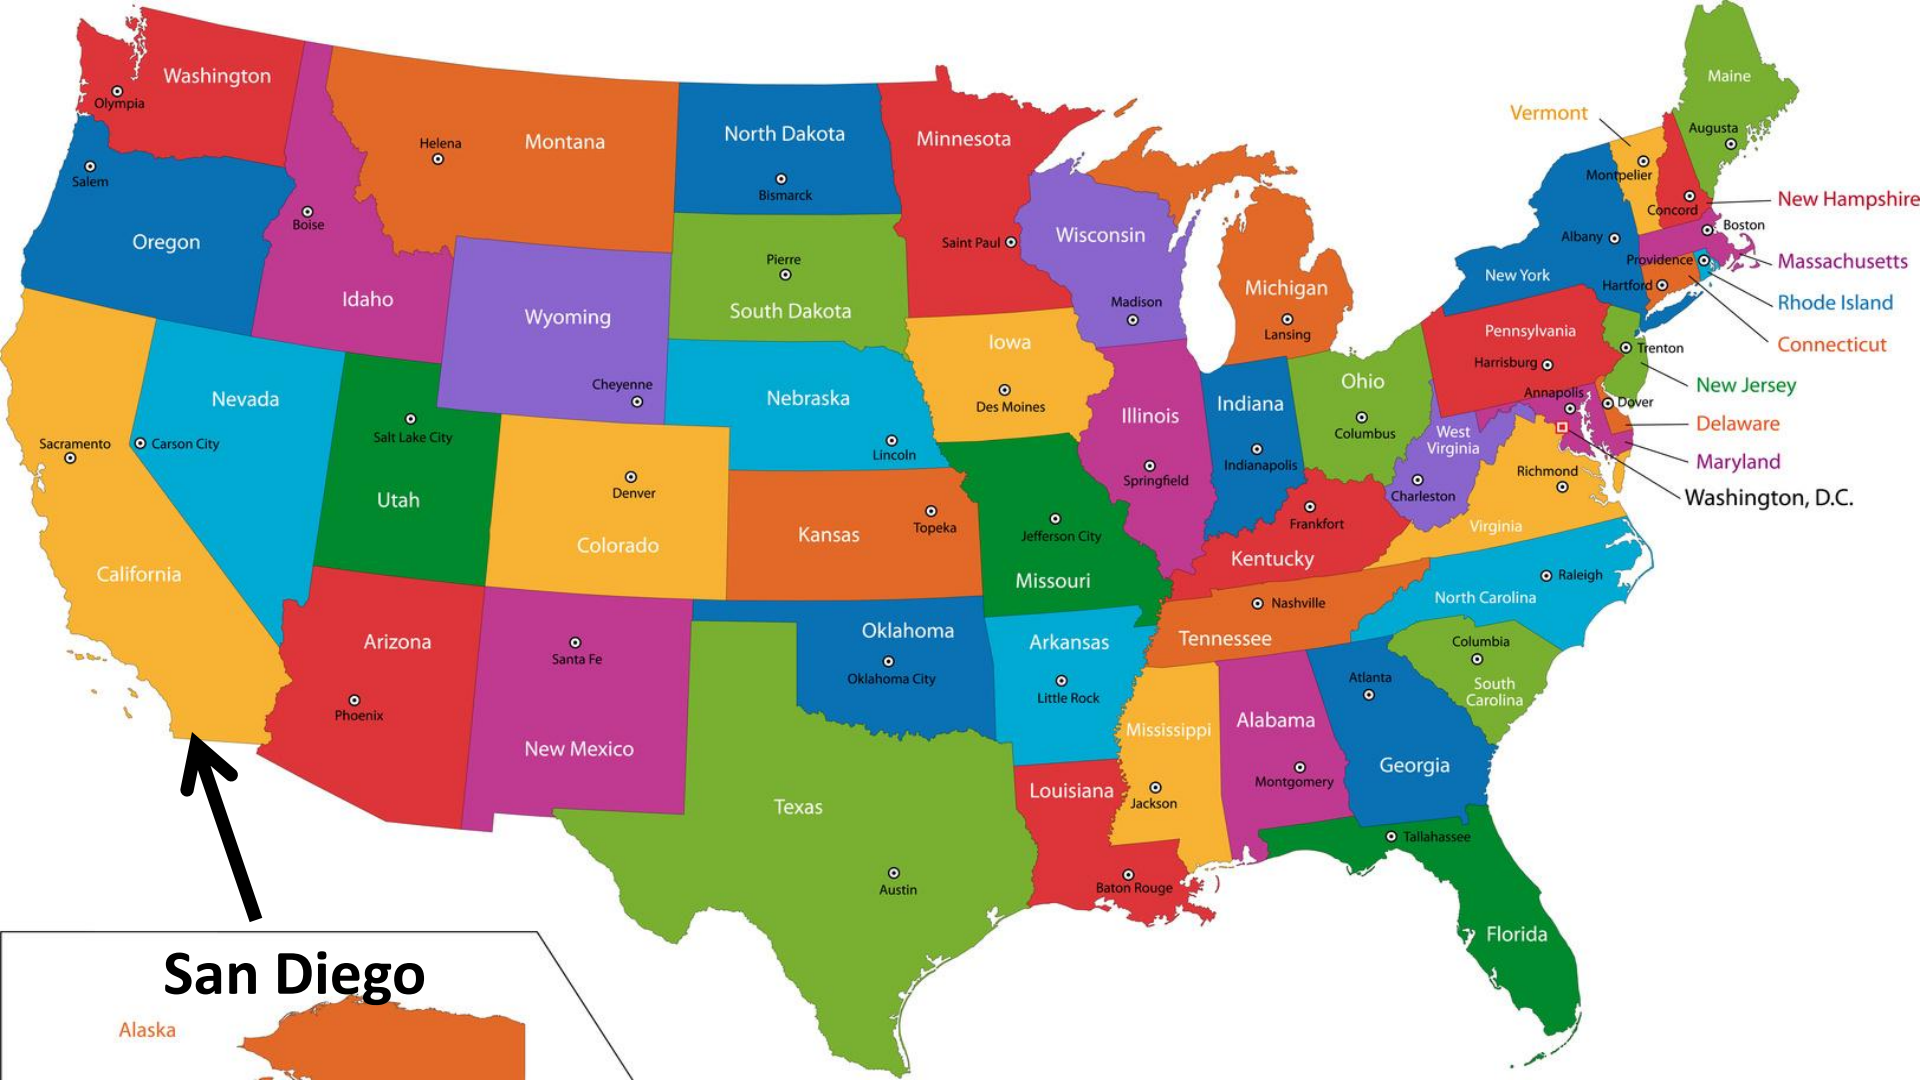 Washington
Olympia
Salem
Oregon
Boise
Idaho
Helena
Montana
Wyoming
Cheyenne
North Dakota
Bismarck
Pierre
South Dakota
Nebraska
Lincoln
Minnesota
Saint Paul
Wisconsin
Madison
Michigan
Lansing
Iowa
Des Moines
Nevada
Carson City
Sacramento
California
Salt Lake City
Utah
Denver
Colorado
Kansas
Topeka
Jefferson City
Missouri
Illinois
Springfield
Indiana
Indianapolis
Ohio
Columbus
West
Virginia
Charleston
Frankfort
Kentucky
Nashville
Tennessee
Virginia
Richmond
Raleigh
North Carolina
Columbia
South
Carolina
Atlanta
Georgia
Alabama
Montgomery
Mississippi
Jackson
Arkansas
Little Rock
Louisiana
Baton Rouge
Oklahoma
Oklahoma City
Texas
Austin
Santa Fe
New Mexico
Arizona
Phoenix
Tallahassee
Florida
Maine
Augusta
Vermont
Montpelier
Concord
New Hampshire
Albany
New York
Boston
Massachusetts
Providence
Rhode Island
Hartford
Connecticut
Pennsylvania
Harrisburg
Trenton
New Jersey
Annapolis
Dover
Delaware
Maryland
Washington, D.C.
San Diego
Alaska